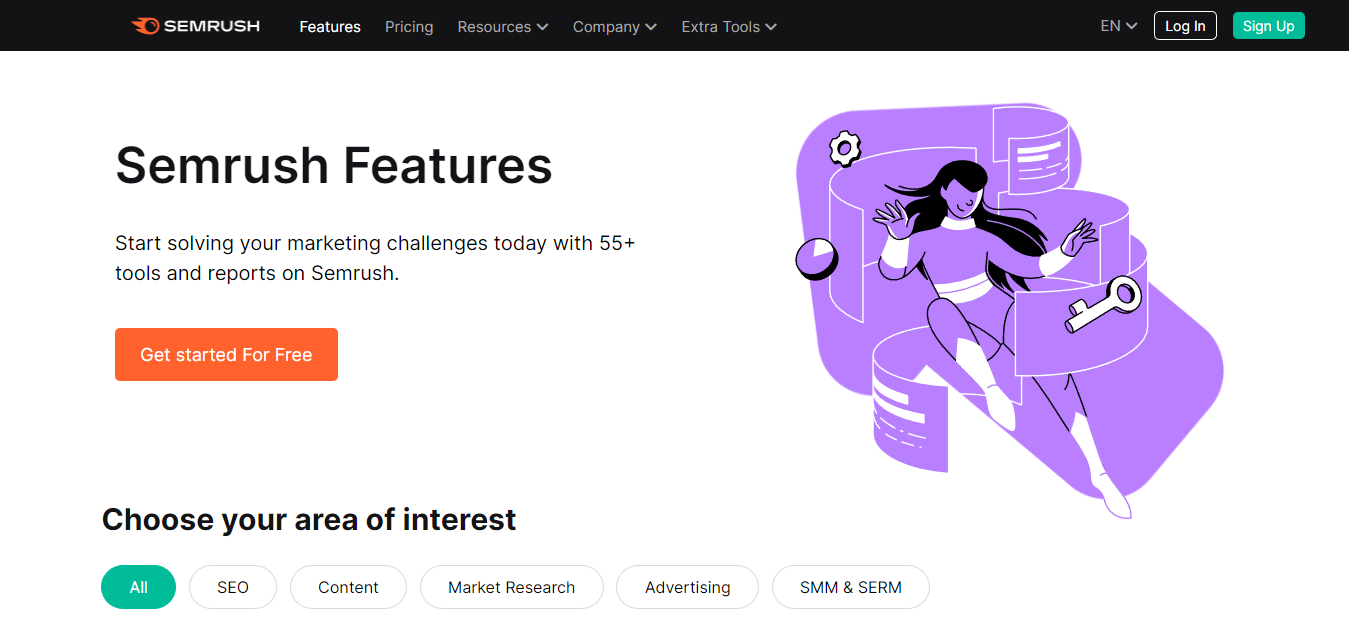 SEMRUSH Features Pricing Resources Company Extra Tools EN Log In Sign Up
Semrush Features
Start solving your marketing challenges today with 55+
tools and reports on Semrush.
Get started For Free
Choose your area of interest
All SEO Content Market Research Advertising SMM & SERM